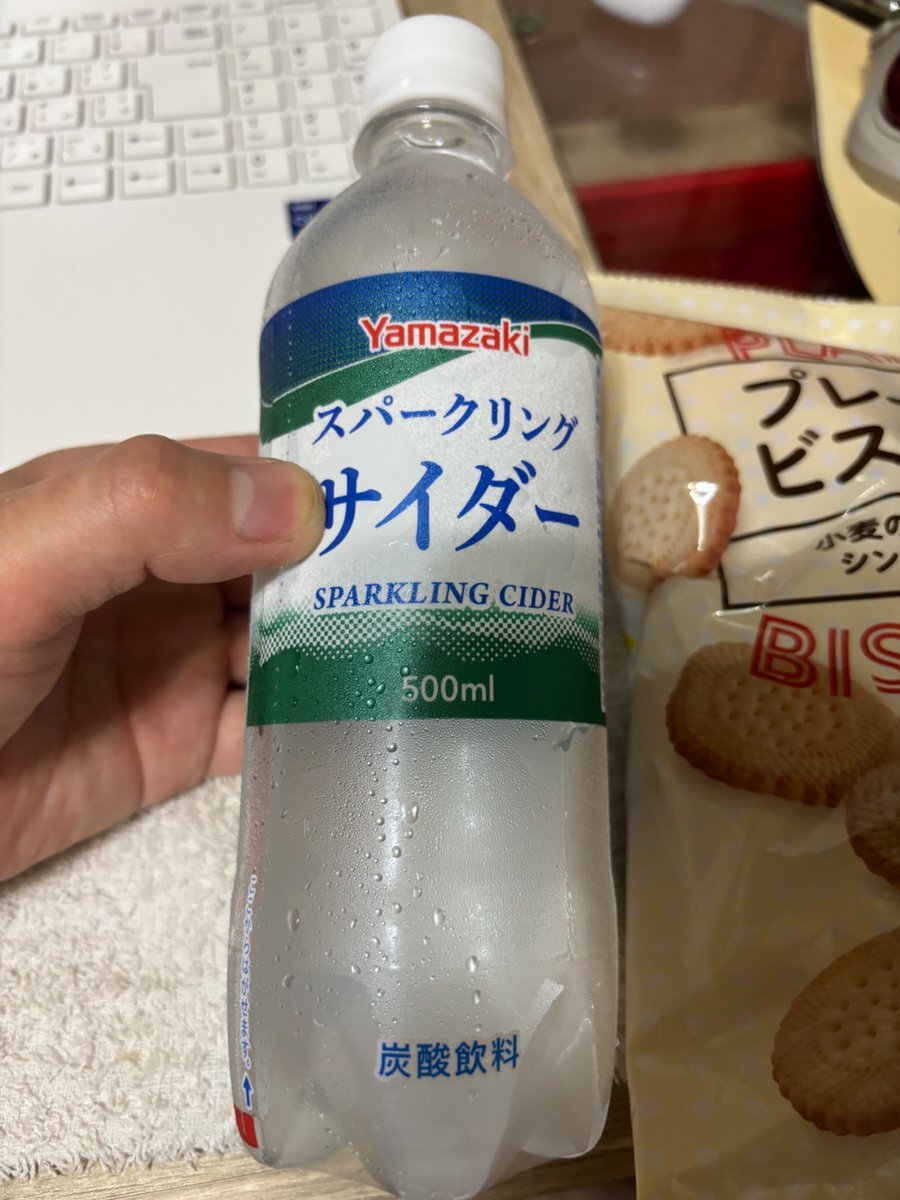 Yamazaki
スパークリング
サイダー
SPARKLING CIDER
500ml
炭酸飲料
プレ
ビス
小麦の
シン
BIS